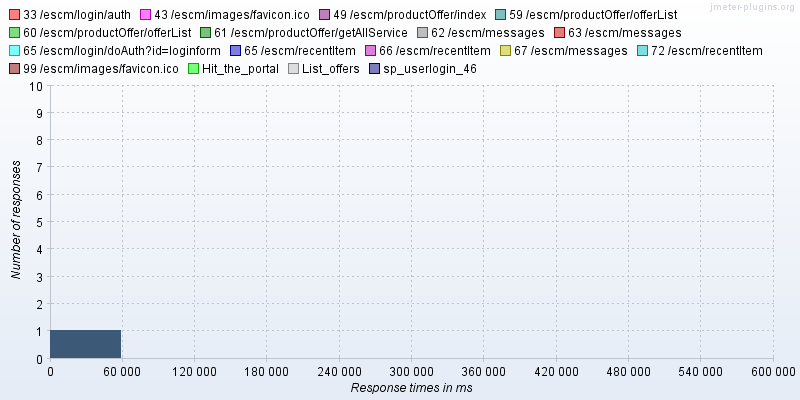 jmeter-plugins.org
33 /escm/login/auth 43 /escm/images/favicon.ico 49 /escm/productOffer/index 59 /escm/productOffer/offerList
60 /escm/productOffer/offerList 61 /escm/productOffer/getAllService 62 /escm/messages 63 /escm/messages
65 /escm/login/doAuth?id=loginform 65 /escm/recentItem 66 /escm/recentItem 67 /escm/messages 72 /escm/recentItem
99 /escm/images/favicon.ico Hit_the_portal List_offers sp_userlogin_46
Number of responses
10
9
8
7
6
5
4
3
2
1
0
0 60 000 120 000 180 000 240 000 300 000 360 000 420 000 480 000 540 000 600 000
Response times in ms